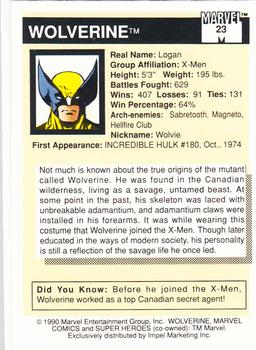 WOLVERINE™
MARVEL
23
Real Name: Logan
Group Affiliation: X-Men
Height: 5'3" Weight: 195 lbs.
Battles Fought: 629
Wins: 407 Losses: 91 Ties: 131
Win Percentage: 64%
Arch-enemies: Sabretooth. Magneto,
Hellfire Club
Nickname: Wolvie
First Appearance: INCREDIBLE HULK #180, Oct., 1974
Not much is known about the true origins of the mutant
called Wolverine. He was found in the Canadian
wilderness, living as a savage, untamed beast. At
some point in the past, his skeleton was laced with
unbreakable adamantium, and adamantium claws were
installed in his forearms. It was while wearing this
costume that Wolverine joined the X-Men. Though later
educated in the ways of modern society, his personality
is still a reflection of the savage life he once led.
Did You Know: Before he joined the X-Men,
Wolverine worked as a top Canadian secret agent!
© 1990 Marvel Entertainment Group, Inc. WOLVERINE, MARVEL
COMICS and SUPER HEROES (co-owned): TM Marvel.
Exclusively distributed by Impel Marketing Inc.